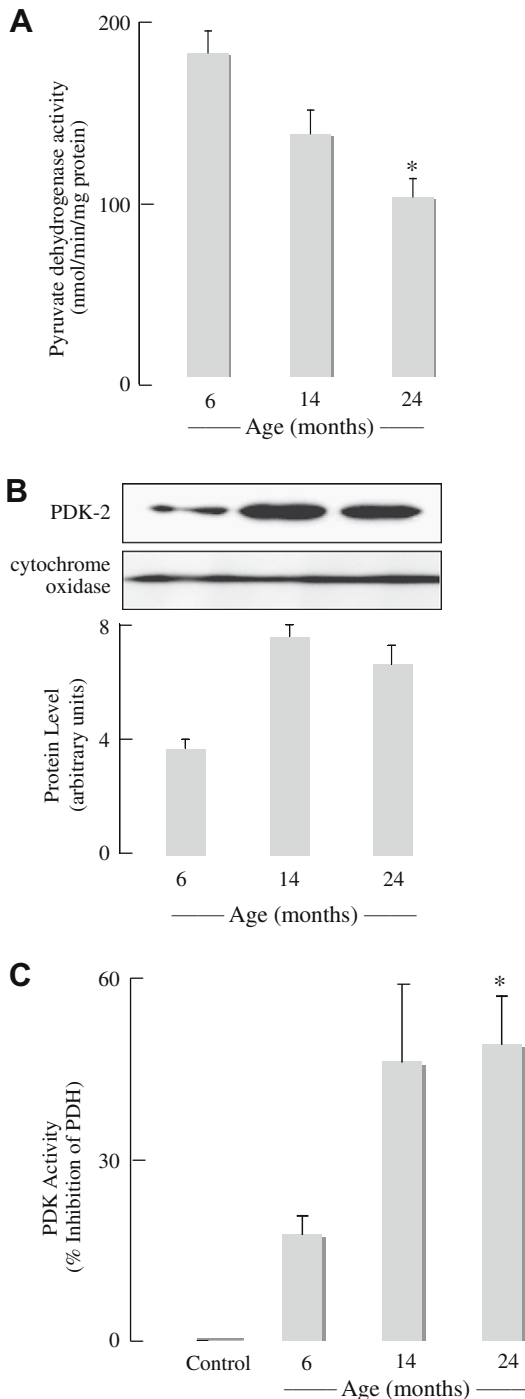 A
200
100
0
Pyruvate dehydrogenase activity
(nmol/min/mg protein)
*
6 14 24
Age (months)
B
PDK-2
cytochrome
oxidase
8
4
0
Protein Level
(arbitrary units)
6 14 24
Age (months)
C
60
30
0
PDK Activity
(% Inhibition of PDH)
*
Control 6 14 24
Age (months)